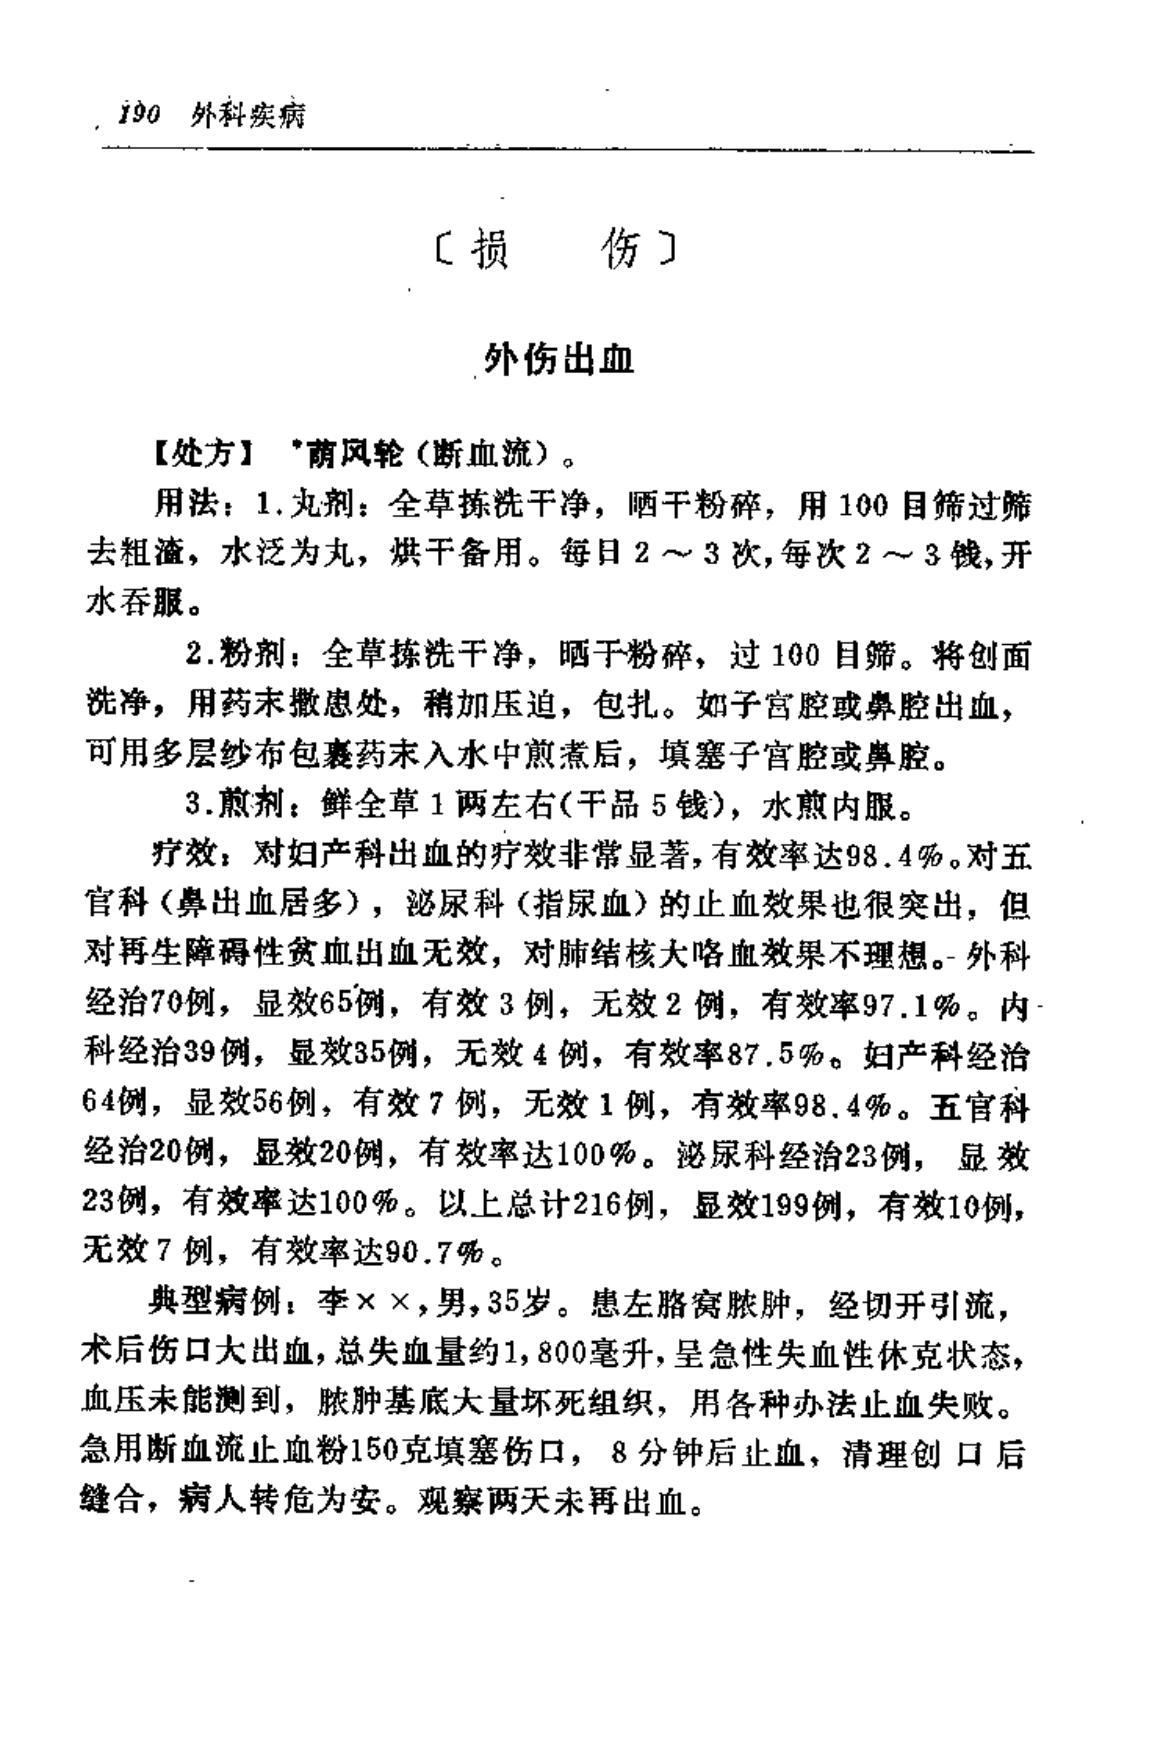 190 外科疾病
〔损 伤〕
外伤出血
【处方】 *荫风轮（断血流）。
用法：1.丸剂：全草拣洗干净，晒干粉碎，用100目筛过筛
去粗渣，水泛为丸，烘干备用。每日2～3次，每次2～3钱，开
水吞服。
2.粉剂：全草拣洗干净，晒干粉碎，过100目筛。将创面
洗净，用药末撒患处，稍加压迫，包扎。如子宫腔或鼻腔出血，
可用多层纱布包裹药末入水中煎煮后，填塞子宫腔或鼻腔。
3.煎剂：鲜全草1两左右（干品5钱），水煎内服。
疗效：对妇产科出血的疗效非常显著，有效率达98.4%。对五
官科（鼻出血居多），泌尿科（指尿血）的止血效果也很突出，但
对再生障碍性贫血出血无效，对肺结核大咯血效果不理想。外科
经治70例，显效65例，有效3例，无效2例，有效率97.1%。内
科经治39例，显效35例，无效4例，有效率87.5%。妇产科经治
64例，显效56例，有效7例，无效1例，有效率98.4%。五官科
经治20例，显效20例，有效率达100%。泌尿科经治23例，显效
23例，有效率达100%。以上总计216例，显效199例，有效10例，
无效7例，有效率达90.7%。
典型病例：李××，男，35岁。患左胳窝脓肿，经切开引流，
术后伤口大出血，总失血量约1,800毫升，呈急性失血性休克状态，
血压未能测到，脓肿基底大量坏死组织，用各种办法止血失败。
急用断血流止血粉150克填塞伤口，8分钟后止血，清理创口后
缝合，病人转危为安。观察两天未再出血。